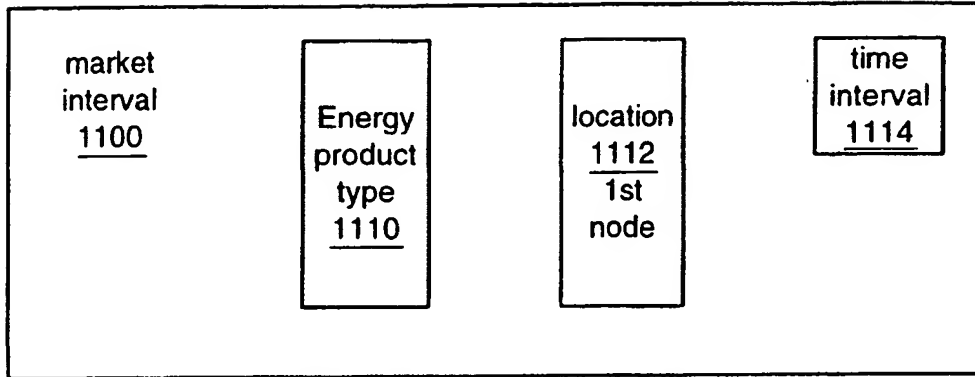 market
interval
1100
Energy
product
type
1110
location
1112
1st
node
time
interval
1114